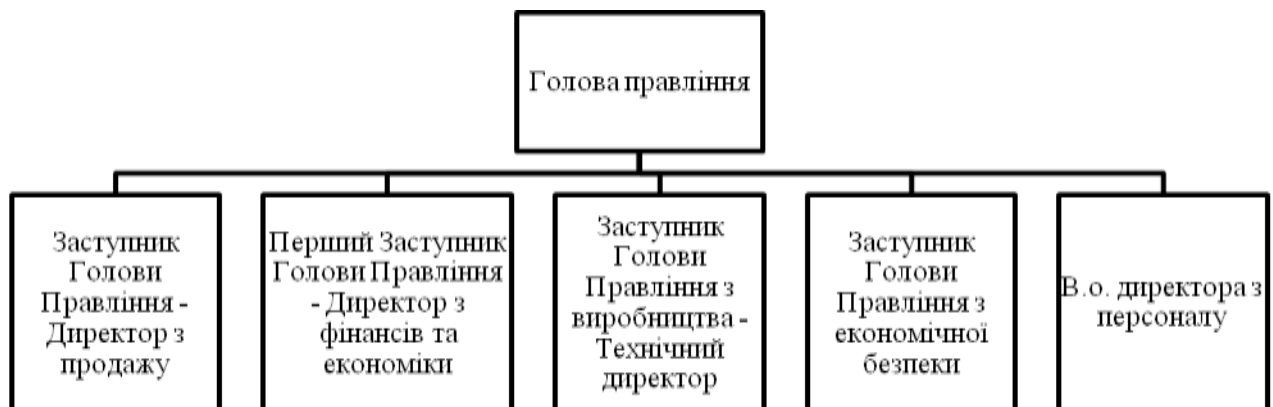 Голова правління
Заступник
Голови
Правління -
Директор з
продажу
Перший Заступник
Голови Правління
- Директор з
фінансів та
економіки
Заступник
Голови
Правління з
виробництва -
Технічний
директор
Заступник
Голови
Правління з
економічної
безпеки
В.о. директора з
персоналу